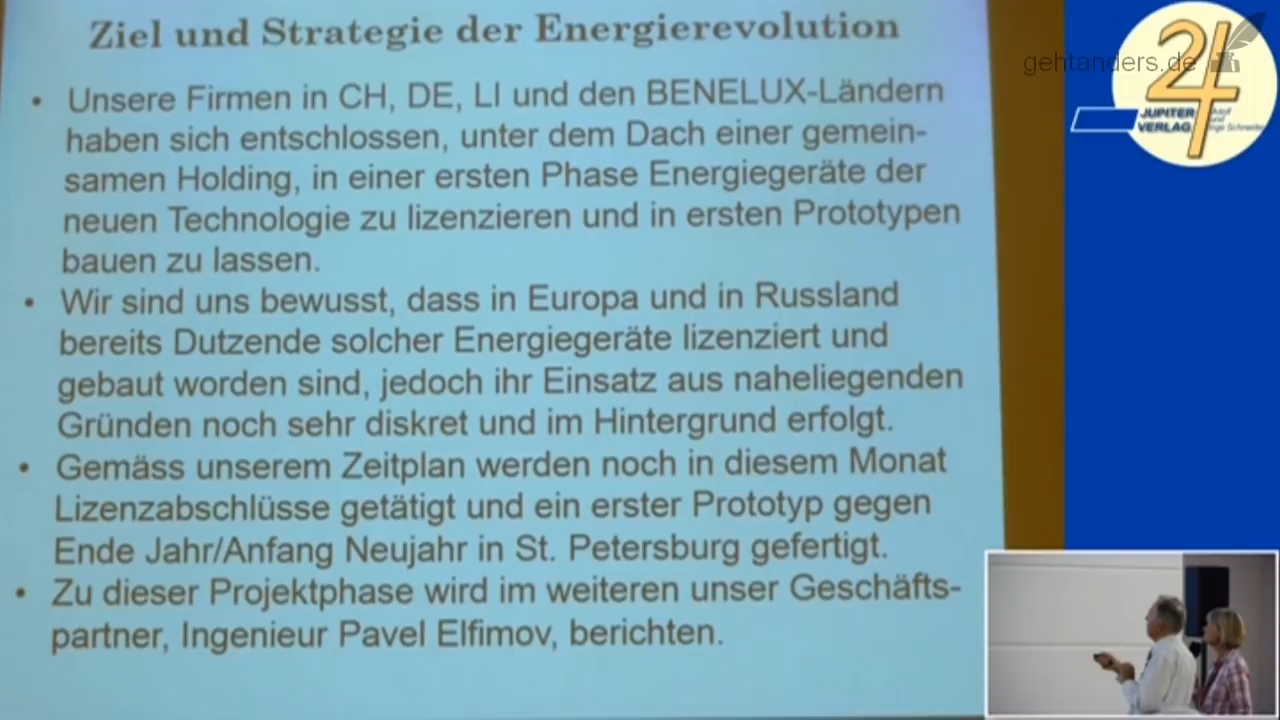 Ziel und Strategie der Energierevolution
• Unsere Firmen in CH, DE, LI und den BENELUX-Ländern
haben sich entschlossen, unter dem Dach einer gemein-
samen Holding, in einer ersten Phase Energiegeräte der
neuen Technologie zu lizenzieren und in ersten Prototypen
bauen zu lassen.
• Wir sind uns bewusst, dass in Europa und in Russland
bereits Dutzende solcher Energiegeräte lizenziert und
gebaut worden sind, jedoch ihr Einsatz aus naheliegenden
Gründen noch sehr diskret und im Hintergrund erfolgt.
• Gemäss unserem Zeitplan werden noch in diesem Monat
Lizenzabschlüsse getätigt und ein erster Prototyp gegen
Ende Jahr/Anfang Neujahr in St. Petersburg gefertigt.
• Zu dieser Projektphase wird im weiteren unser Geschäfts-
partner, Ingenieur Pavel Elfimov, berichten.
gehtanders.de
JUPITER
VERLAG